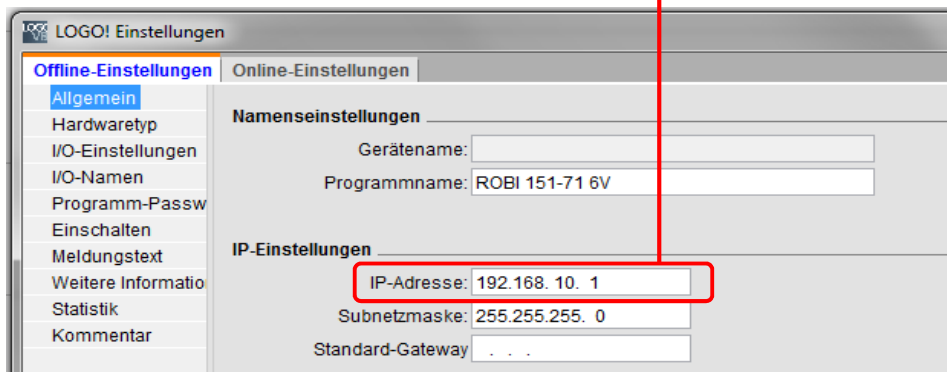 LOGO! Einstellungen
Offline-Einstellungen Online-Einstellungen
Allgemein
Hardwaretyp
I/O-Einstellungen
I/O-Namen
Programm-Passw
Einschalten
Meldungstext
Weitere Informatio
Statistik
Kommentar
Namenseinstellungen
Gerätename:
Programmname: ROBI 151-71 6V
IP-Einstellungen
IP-Adresse: 192.168. 10. 1
Subnetzmaske: 255.255.255. 0
Standard-Gateway . . .